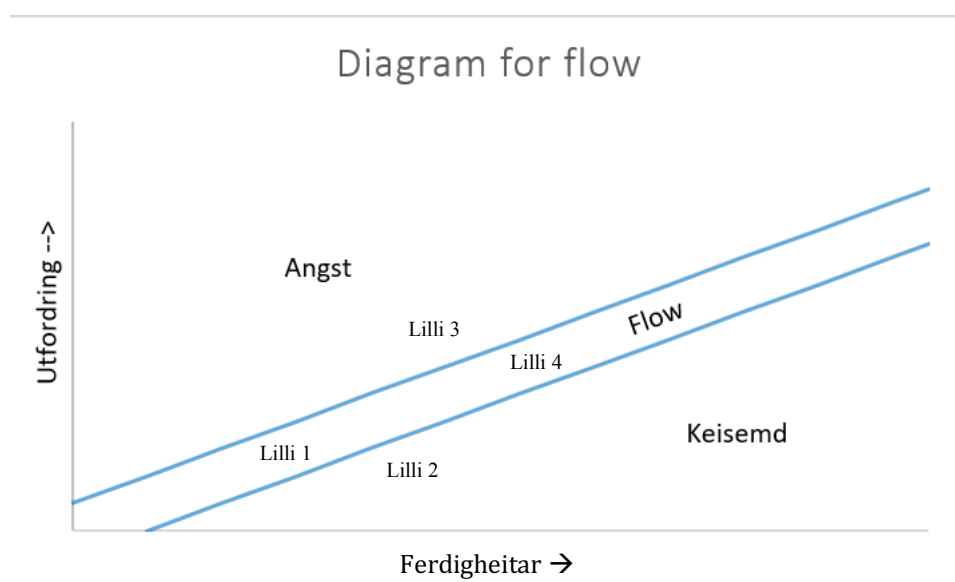 Diagram for flow
Utfordring -->
Angst
Lilli 3
Flow
Lilli 4
Keisemd
Lilli 1
Lilli 2
Ferdigheitar →